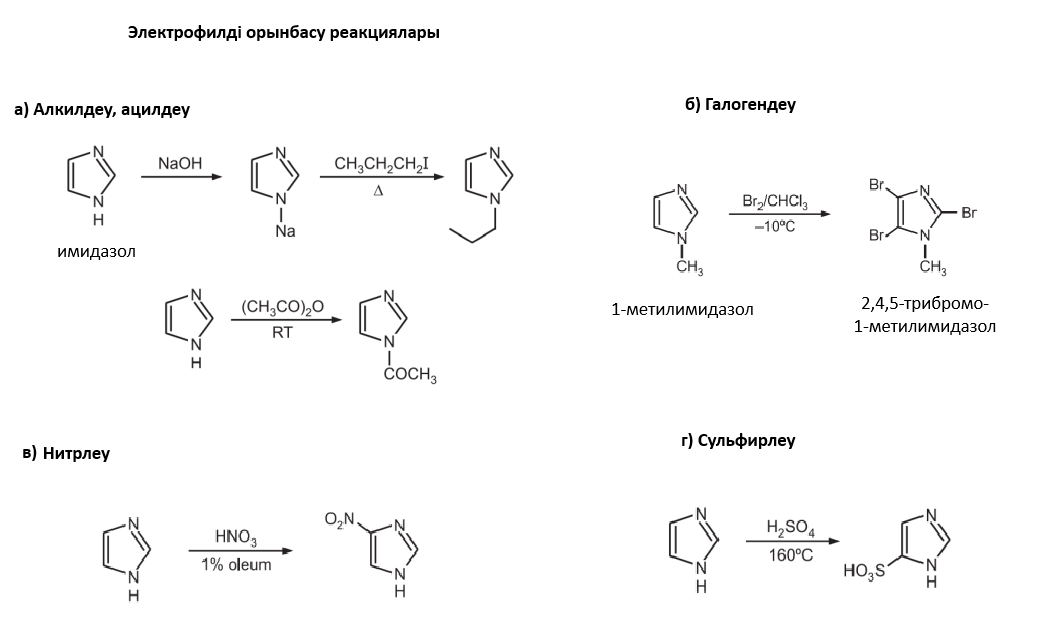 Электрофилді орынбасу реакциялары
а) Алкилдеу, ацилдеу
N
N
H
имидазол
NaOH
N
N
Na
CH₃CH₂CH₂I
Δ
N
N
N
N
H
(CH₃CO)₂O
RT
N
N
COCH₃
б) Галогендеу
N
N
CH₃
1-метилимидазол
Br₂/CHCl₃
–10°C
Br
Br
N
N
Br
CH₃
2,4,5-трибромо-
1-метилимидазол
в) Нитрлеу
N
N
H
HNO₃
1% oleum
O₂N
N
N
H
г) Сульфирлеу
N
N
H
H₂SO₄
160°C
HO₃S
N
N
H